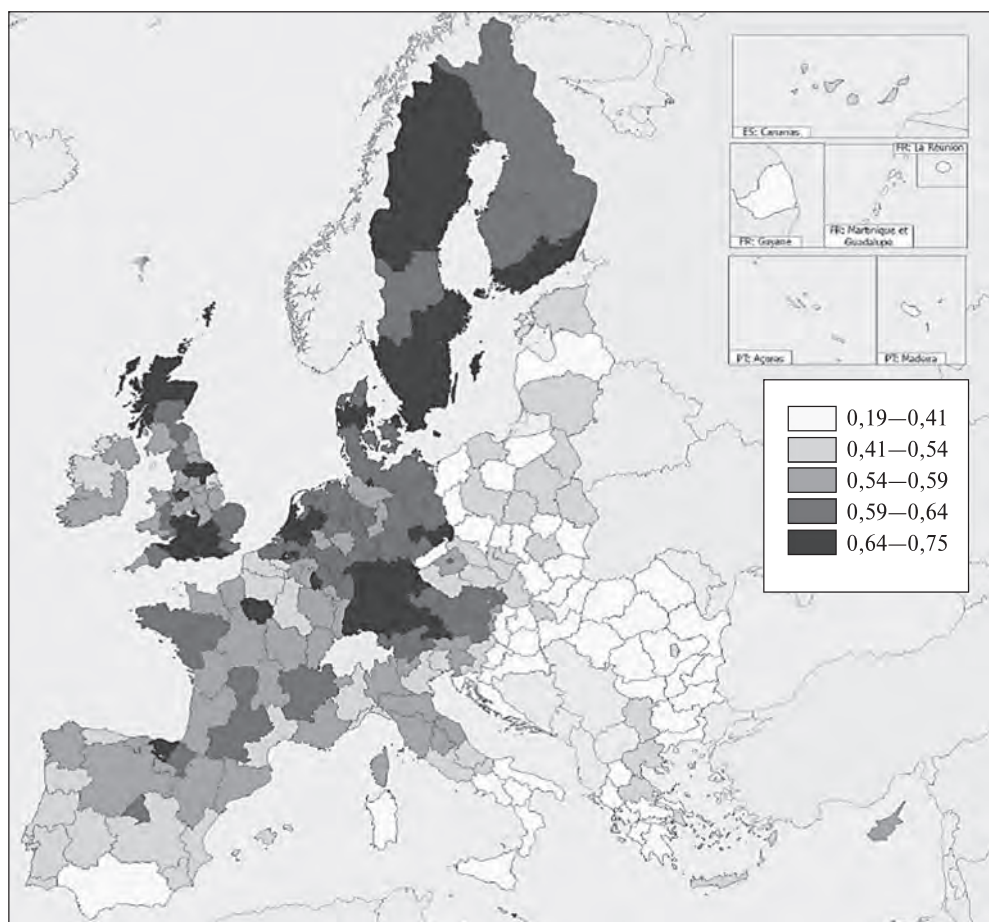 ES: Canarias
FR: La Réunion
FR: Guyane
FR: Martinique et
Guadalupe
PT: Açores
PT: Madeira
0,19—0,41
0,41—0,54
0,54—0,59
0,59—0,64
0,64—0,75